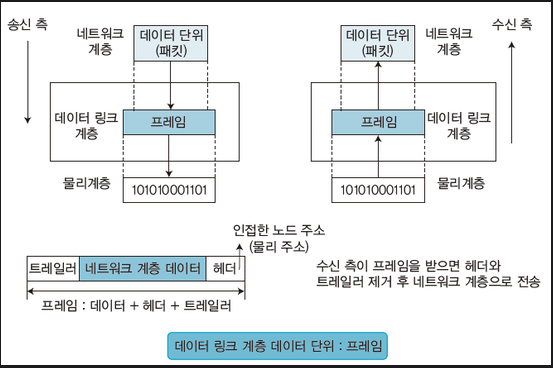 송신 측
네트워크
계층
데이터 단위
(패킷)
데이터 링크
계층
프레임
물리계층
101010001101
수신 측
데이터 단위
(패킷)
네트워크
계층
프레임
데이터 링크
계층
101010001101
물리계층
인접한 노드 주소
(물리 주소)
트레일러 네트워크 계층 데이터 헤더
프레임 : 데이터 + 헤더 + 트레일러
수신 측이 프레임을 받으면 헤더와
트레일러 제거 후 네트워크 계층으로 전송
데이터 링크 계층 데이터 단위 : 프레임